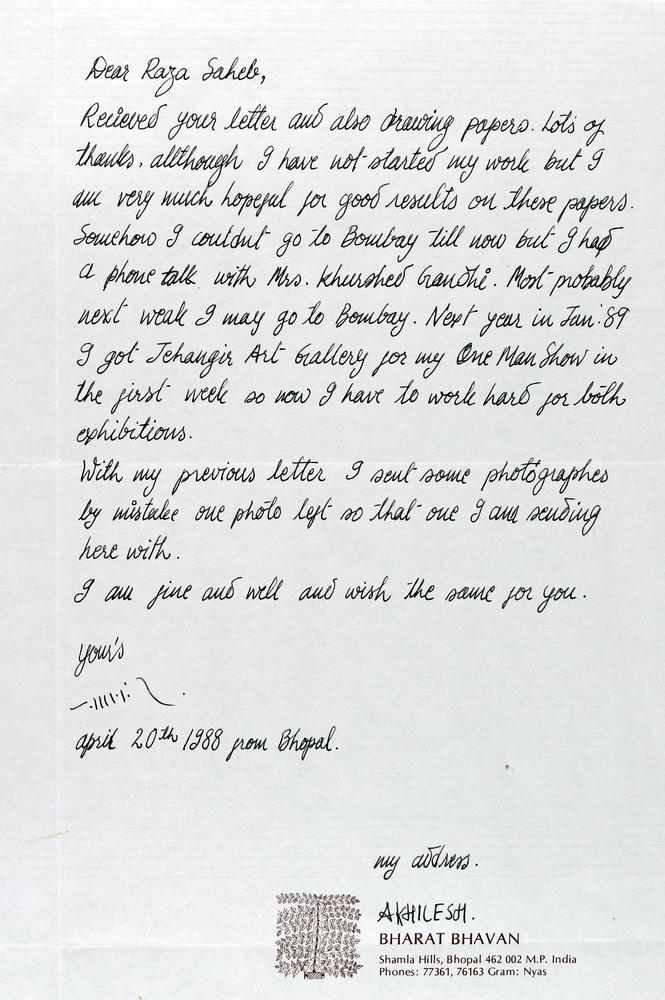 Dear Raza Saheb,
Recieved your letter and also drawing papers. Lots of
thanks. although I have not started my work but I
am very much hopeful for good results on these papers.
Somehow I couldnt go to Bombay till now but I had
a phone talk with Mrs. Khurshed Gandhi. Most probably
next weak I may go to Bombay. Next year in Jan. 89
I got Jehangir Art Gallery for my One Man Show in
the first week so now I have to work hard for both
exhibitions.
With my previous letter I sent some photographes
by mistake one photo left so that one I am sending
here with.
I am fine and well and wish the same for you.
your's
april 20th 1988 from Bhopal.
my address.
AKHILESH.
BHARAT BHAVAN
Shamla Hills, Bhopal 462 002 M.P. India
Phones: 77361, 76163 Gram: Nyas